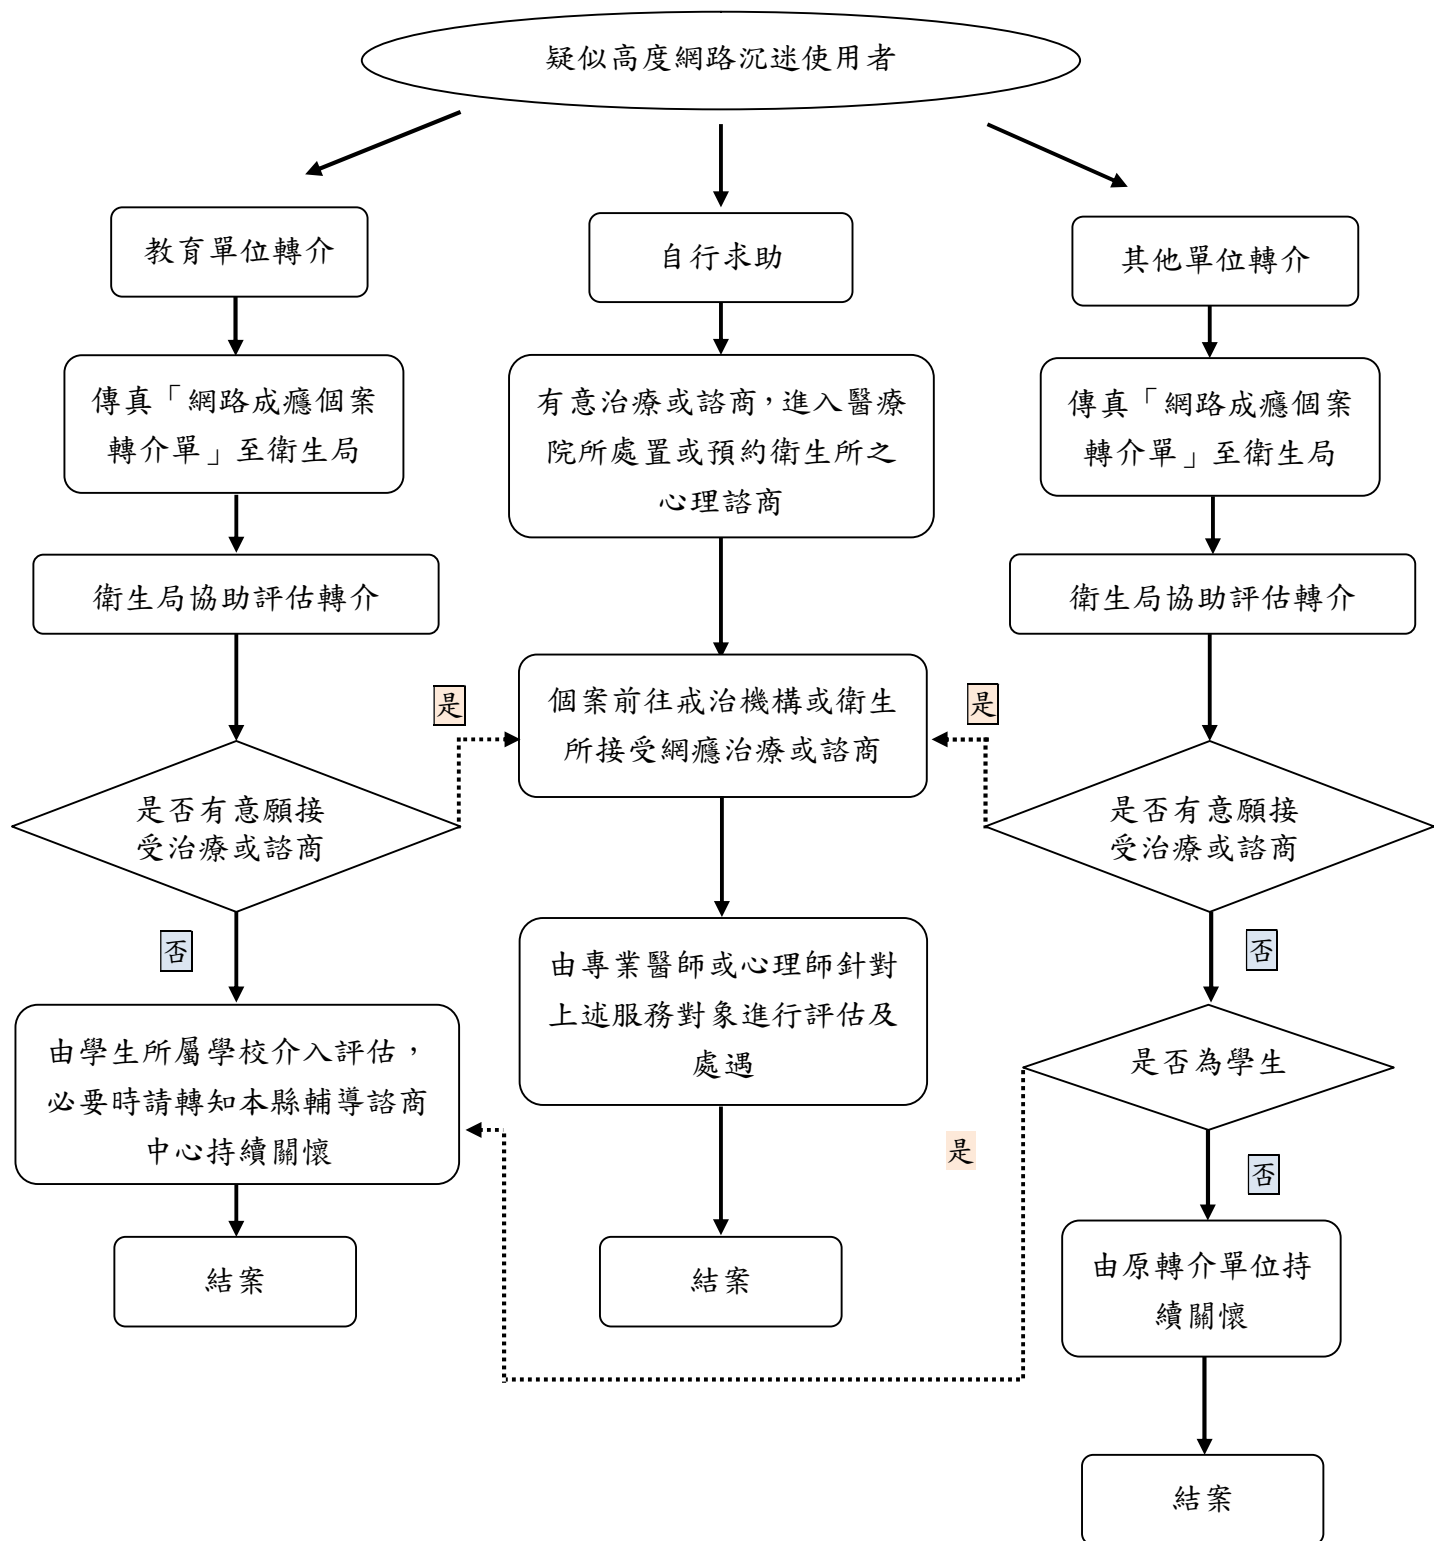 疑似高度網路沉迷使用者
教育單位轉介
自行求助
其他單位轉介
傳真「網路成癮個案
轉介單」至衛生局
有意治療或諮商，進入醫療
院所處置或預約衛生所之
心理諮商
傳真「網路成癮個案
轉介單」至衛生局
衛生局協助評估轉介
衛生局協助評估轉介
是
個案前往戒治機構或衛生
所接受網癮治療或諮商
是
是否有意願接
受治療或諮商
是否有意願接
受治療或諮商
否
由專業醫師或心理師針對
上述服務對象進行評估及
處遇
否
由學生所屬學校介入評估，
必要時請轉知本縣輔導諮商
中心持續關懷
是否為學生
是
否
結案
結案
由原轉介單位持
續關懷
結案